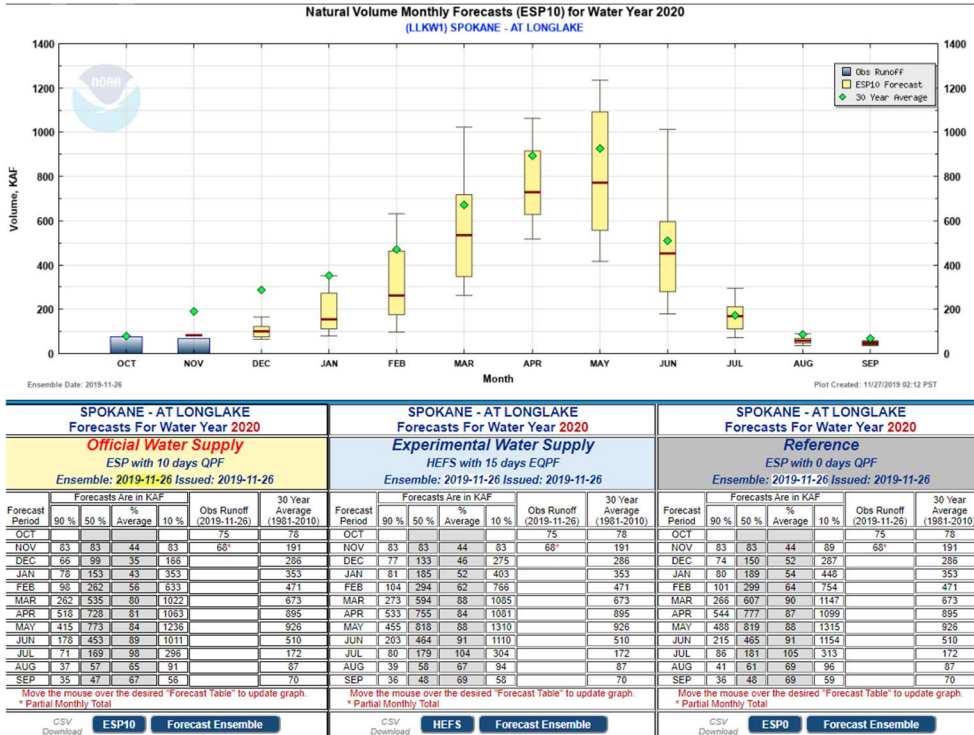 Natural Volume Monthly Forecasts (ESP10) for Water Year 2020
(LLKW1) SPOKANE - AT LONGLAKE
1400 1400
1200 1200
1000 1000
800 800
600 600
400 400
200 200
0 0
Volume, KAF
NOAA
Obs Runoff
ESP10 Forecast
30 Year Average
OCT NOV DEC JAN FEB MAR APR MAY JUN JUL AUG SEP
Month
Ensemble Date: 2019-11-26
Plot Created: 11/27/2019 02:12 PST
SPOKANE - AT LONGLAKE
Forecasts For Water Year 2020
Official Water Supply
ESP with 10 days QPF
Ensemble: 2019-11-26 Issued: 2019-11-26
Forecast Period
Forecasts Are in KAF
90 % 50 % % Average 10 %
Obs Runoff (2019-11-26)
30 Year Average (1981-2010)
OCT 75 78
NOV 83 83 44 83 68* 191
DEC 66 99 35 166 286
JAN 78 153 43 353 353
FEB 98 262 56 633 471
MAR 262 535 80 1022 673
APR 518 728 81 1063 895
MAY 415 773 84 1236 926
JUN 178 453 89 1011 510
JUL 71 169 98 296 172
AUG 37 57 65 91 87
SEP 35 47 67 56 70
Move the mouse over the desired "Forecast Table" to update graph.
* Partial Monthly Total
CSV Download
ESP10
Forecast Ensemble
SPOKANE - AT LONGLAKE
Forecasts For Water Year 2020
Experimental Water Supply
HEFS with 15 days EQPF
Ensemble: 2019-11-26 Issued: 2019-11-26
Forecast Period
Forecasts Are in KAF
90 % 50 % % Average 10 %
Obs Runoff (2019-11-26)
30 Year Average (1981-2010)
OCT 75 78
NOV 83 83 44 83 68* 191
DEC 77 133 46 275 286
JAN 81 185 52 403 353
FEB 104 294 62 766 471
MAR 273 594 88 1085 673
APR 533 755 84 1081 895
MAY 455 818 88 1310 926
JUN 203 464 91 1110 510
JUL 80 179 104 304 172
AUG 39 58 67 94 87
SEP 36 48 69 58 70
Move the mouse over the desired "Forecast Table" to update graph.
* Partial Monthly Total
CSV Download
HEFS
Forecast Ensemble
SPOKANE - AT LONGLAKE
Forecasts For Water Year 2020
Reference
ESP with 0 days QPF
Ensemble: 2019-11-26 Issued: 2019-11-26
Forecast Period
Forecasts Are in KAF
90 % 50 % % Average 10 %
Obs Runoff (2019-11-26)
30 Year Average (1981-2010)
OCT 75 78
NOV 83 83 44 89 68* 191
DEC 74 150 52 287 286
JAN 80 189 54 448 353
FEB 101 299 64 754 471
MAR 266 607 90 1147 673
APR 544 777 87 1099 895
MAY 488 819 88 1315 926
JUN 215 465 91 1154 510
JUL 86 181 105 313 172
AUG 41 61 69 96 87
SEP 36 48 69 59 70
Move the mouse over the desired "Forecast Table" to update graph.
* Partial Monthly Total
CSV Download
ESP0
Forecast Ensemble